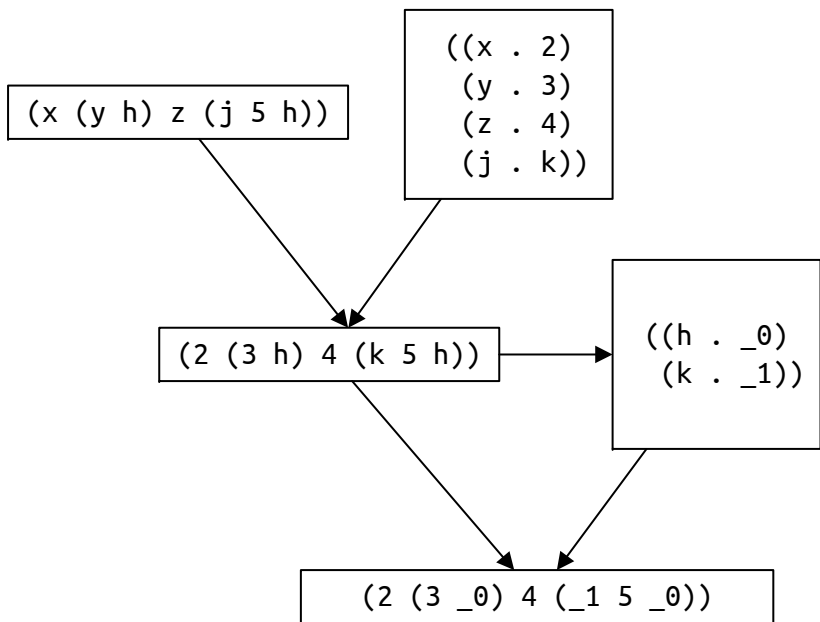 ((x . 2)
(y . 3)
(z . 4)
(j . k))
(x (y h) z (j 5 h))
(2 (3 h) 4 (k 5 h))
((h . _0)
(k . _1))
(2 (3 _0) 4 (_1 5 _0))